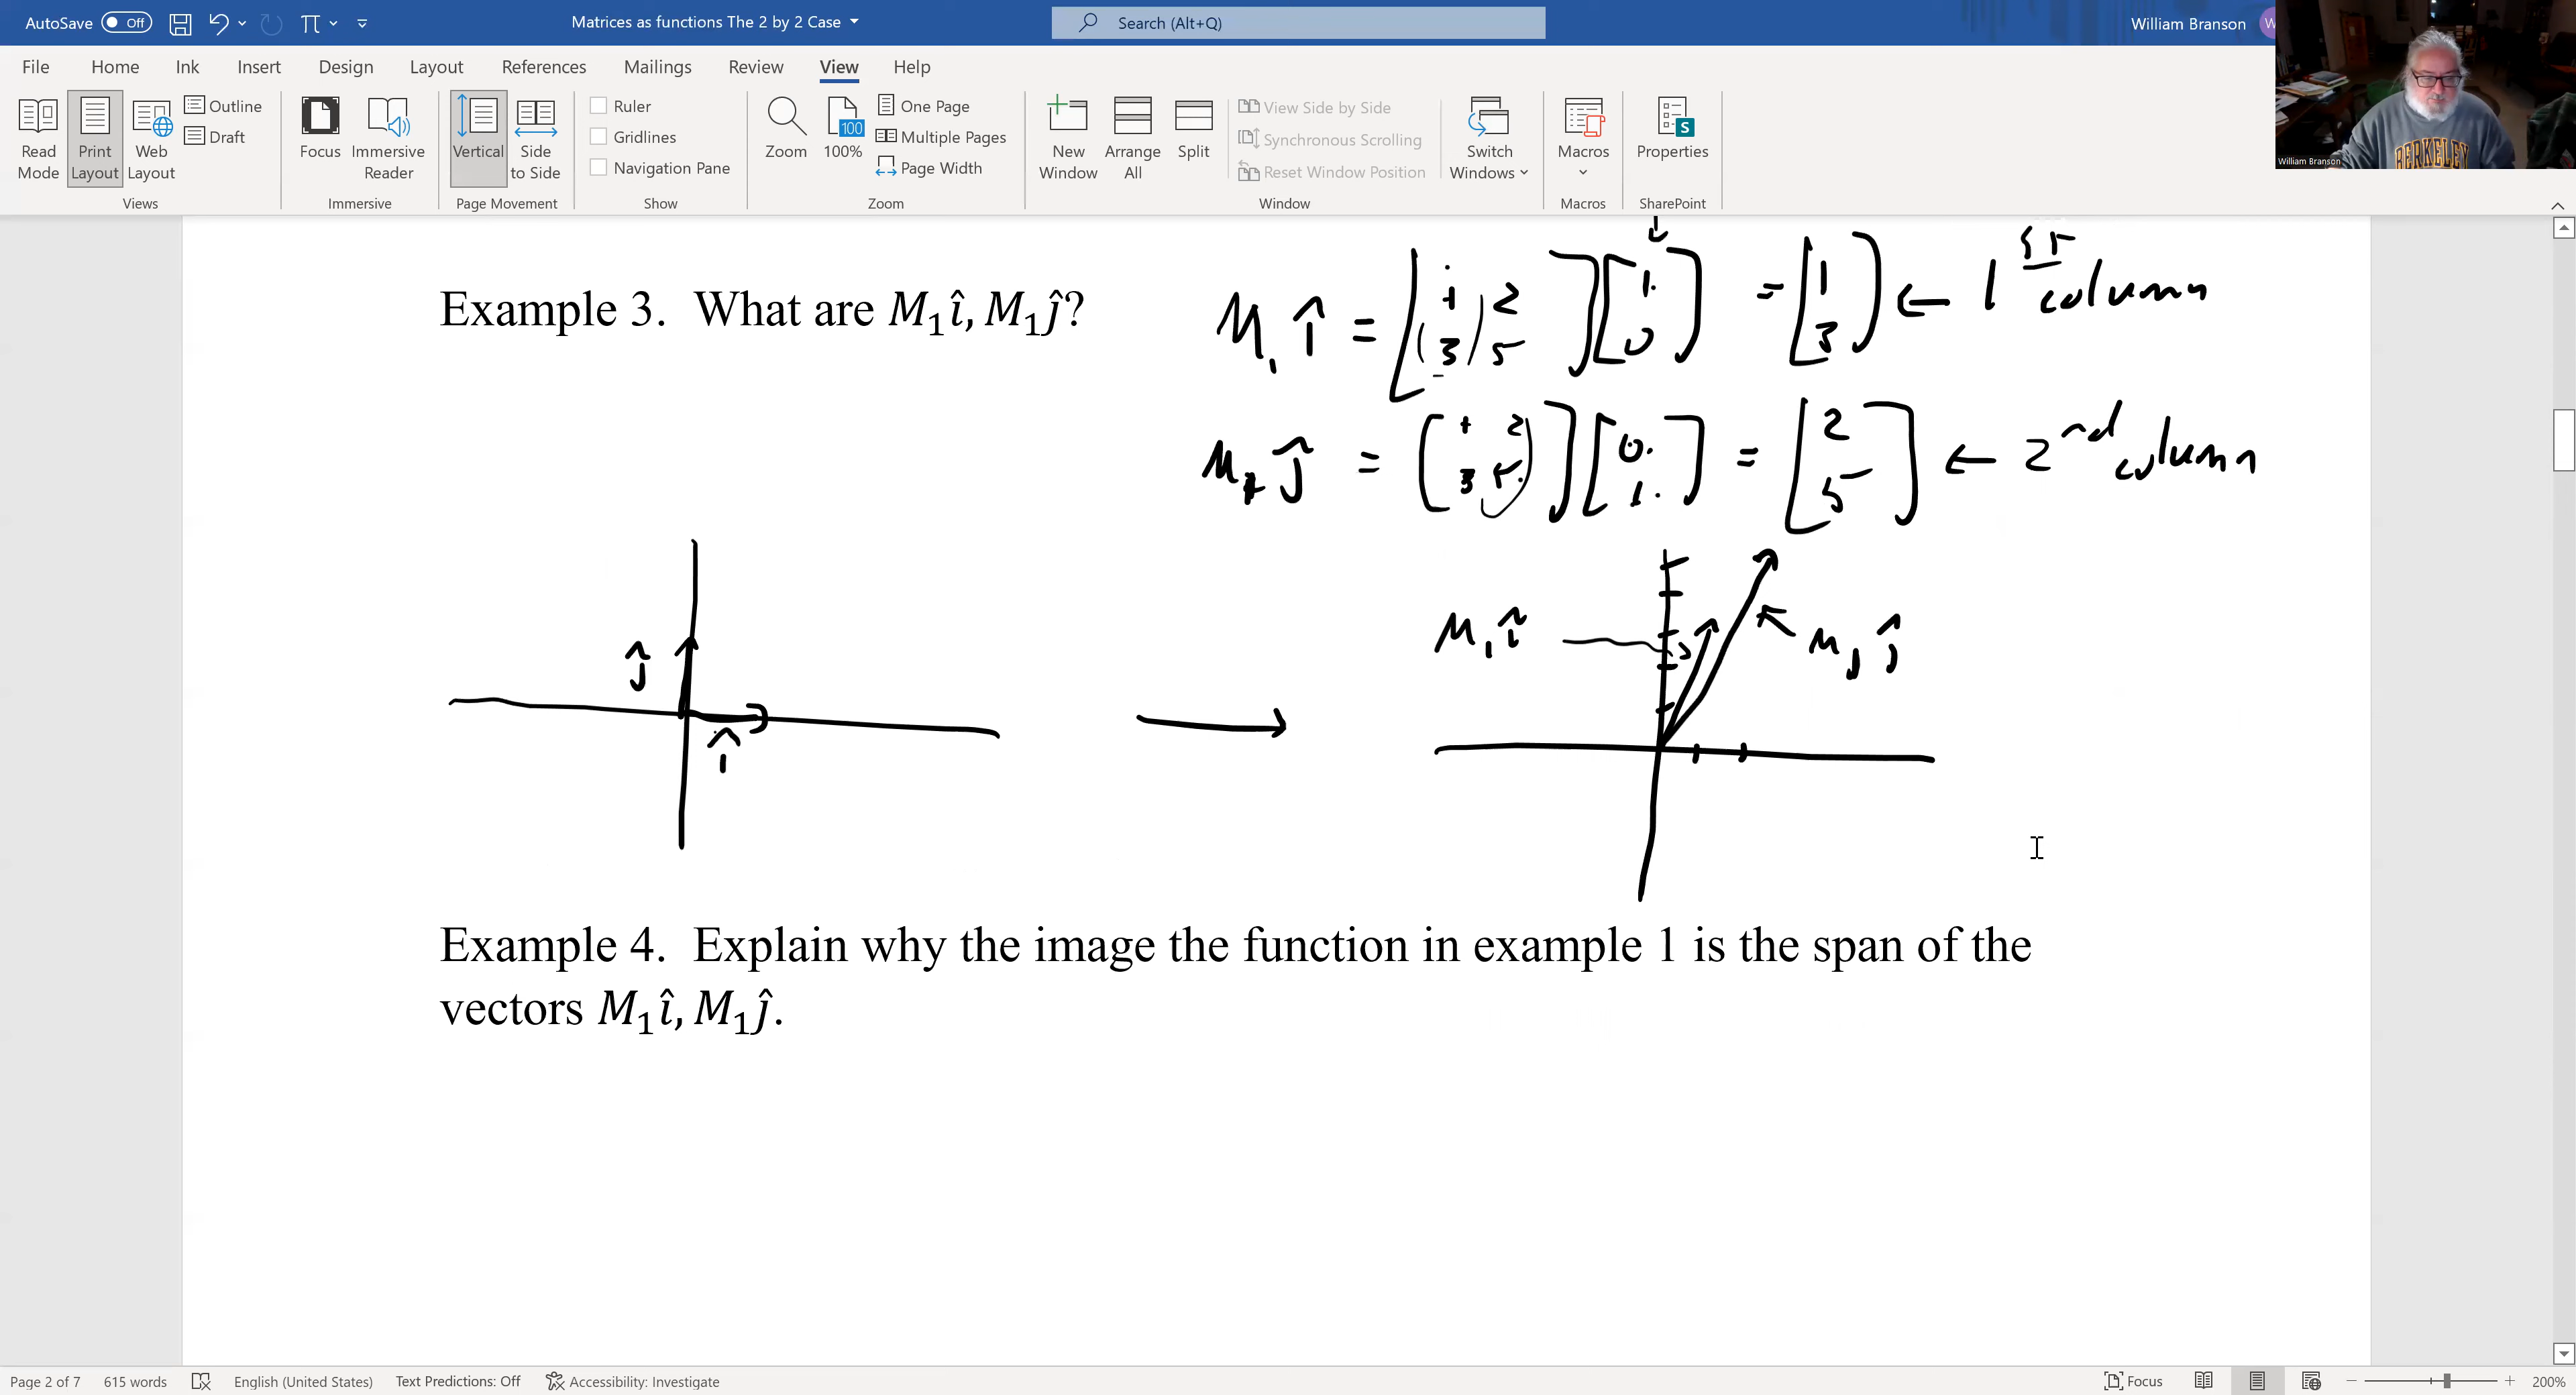 AutoSave Off Matrices as functions The 2 by 2 Case Search (Alt+Q) William Branson W
File Home Ink Insert Design Layout References Mailings Review View Help
Read Mode
Print Layout
Web Layout
Outline
Draft
Views
Focus
Immersive Reader
Immersive
Vertical
Side to Side
Page Movement
Ruler
Gridlines
Navigation Pane
Show
Zoom
100
100%
One Page
Multiple Pages
Page Width
Zoom
New Window
Arrange All
Split
View Side by Side
Synchronous Scrolling
Reset Window Position
Switch Windows
Window
Macros
Macros
S
Properties
SharePoint
BERKELEY
William Branson
Example 3. What are M₁î, M₁ĵ?
M₁ î = [1 2; 3 5] [1; 0] = [1; 3] ← 1st column
M₁ ĵ = [1 2; 3 5] [0; 1] = [2; 5] ← 2nd column
ĵ
î
M₁ î
M₁ ĵ
Example 4. Explain why the image the function in example 1 is the span of the
vectors M₁î, M₁ĵ.
Page 2 of 7 615 words English (United States) Text Predictions: Off Accessibility: Investigate Focus 200%